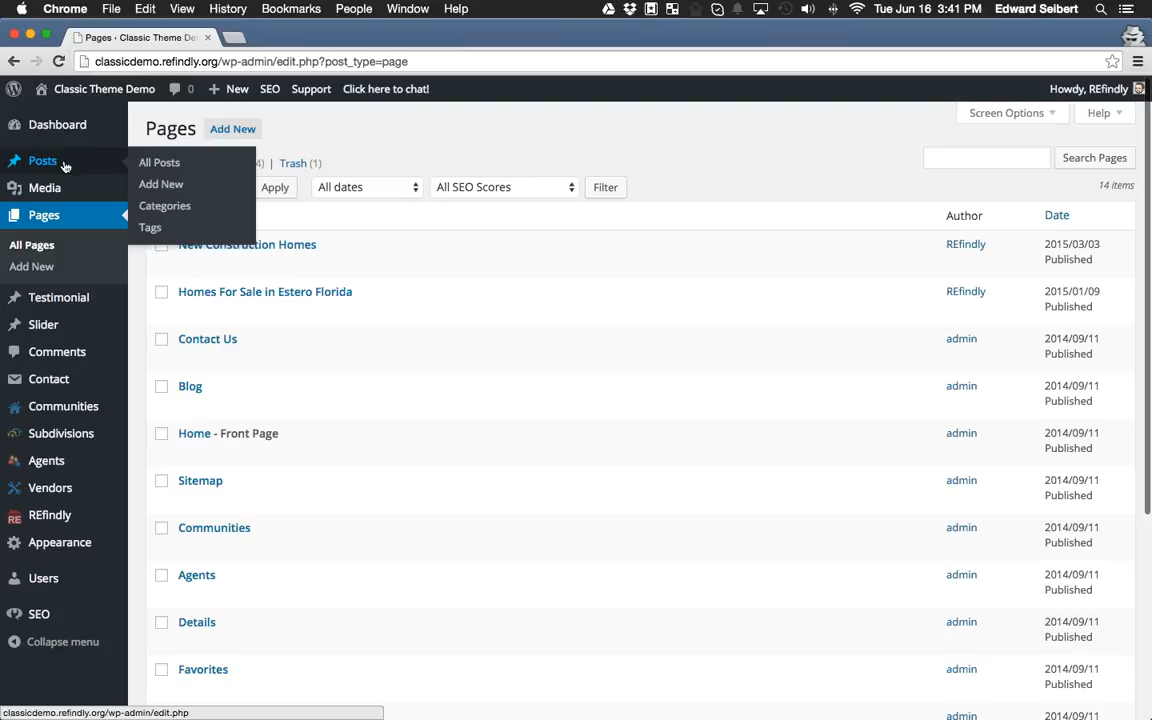 Chrome File Edit View History Bookmarks People Window Help Tue Jun 16 3:41 PM Edward Seibert
Pages ‹ Classic Theme De
classicdemo.refindly.org/wp-admin/edit.php?post_type=page
Classic Theme Demo 0 New SEO Support Click here to chat! Howdy, REfindly
Dashboard
Posts
Media
Pages
All Pages
Add New
Testimonial
Slider
Comments
Contact
Communities
Subdivisions
Agents
Vendors
REfindly
Appearance
Users
SEO
Collapse menu
All Posts
Add New
Categories
Tags
Screen Options Help
Pages Add New
4) | Trash (1)
Search Pages
Apply All dates All SEO Scores Filter
14 items
Author Date
New Construction Homes REfindly 2015/03/03
Published
Homes For Sale in Estero Florida REfindly 2015/01/09
Published
Contact Us admin 2014/09/11
Published
Blog admin 2014/09/11
Published
Home - Front Page admin 2014/09/11
Published
Sitemap admin 2014/09/11
Published
Communities admin 2014/09/11
Published
Agents admin 2014/09/11
Published
Details admin 2014/09/11
Published
Favorites admin 2014/09/11
Published
admin 2014/09/11
classicdemo.refindly.org/wp-admin/edit.php